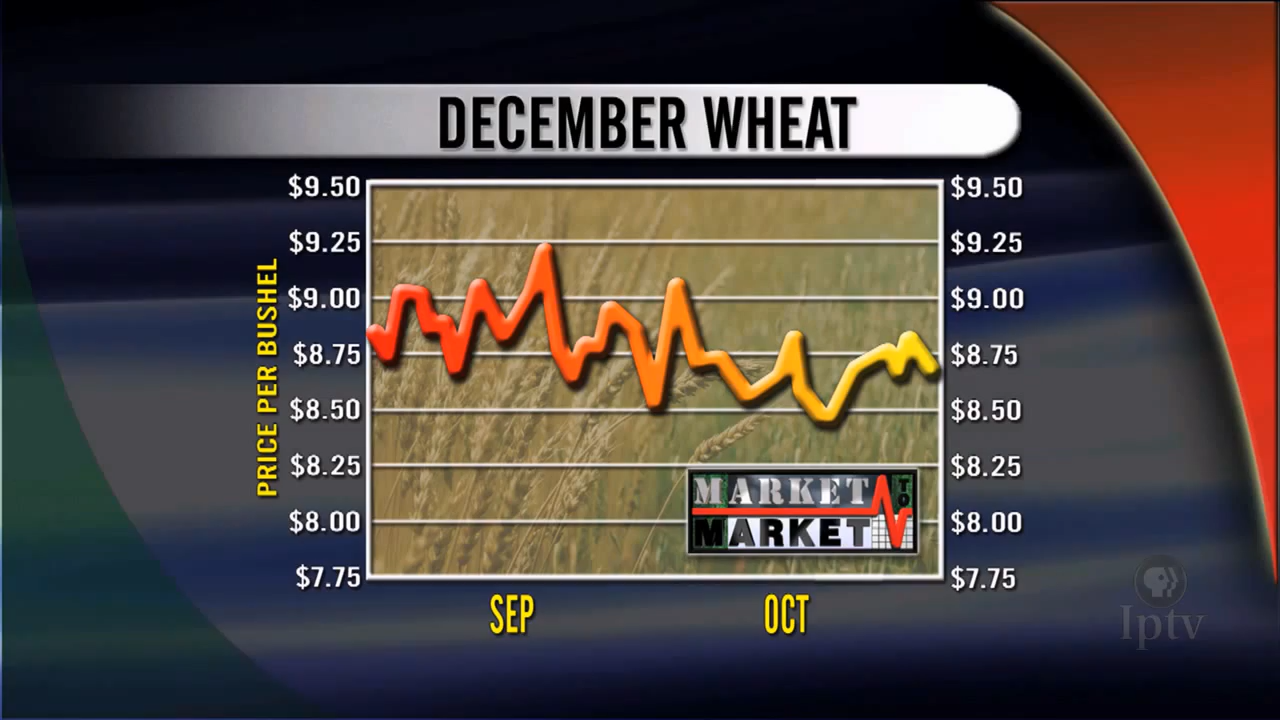 DECEMBER WHEAT
PRICE PER BUSHEL
$9.50 $9.50
$9.25 $9.25
$9.00 $9.00
$8.75 $8.75
$8.50 $8.50
$8.25 $8.25
$8.00 $8.00
$7.75 $7.75
MARKET TO
MARKET
SEP OCT
Iptv